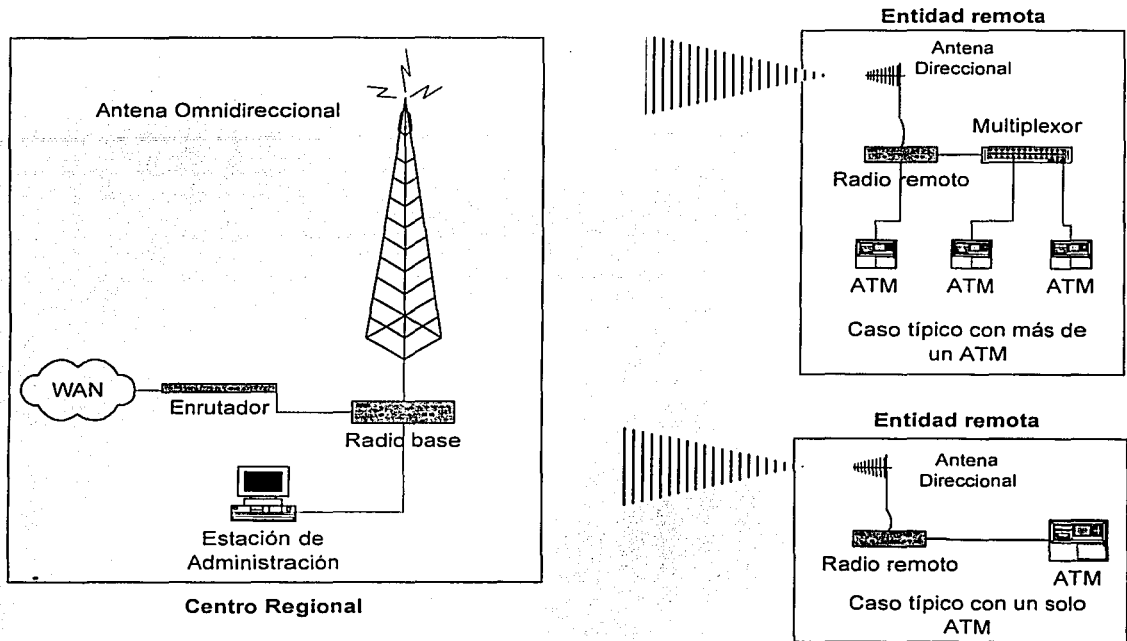 Antena Omnidireccional
WAN
Enrutador
Radio base
Estación de
Administración
Centro Regional
Entidad remota
Antena
Direccional
Multiplexor
Radio remoto
ATM
ATM
ATM
Caso típico con más de
un ATM
Entidad remota
Antena
Direccional
Radio remoto
ATM
Caso típico con un solo
ATM